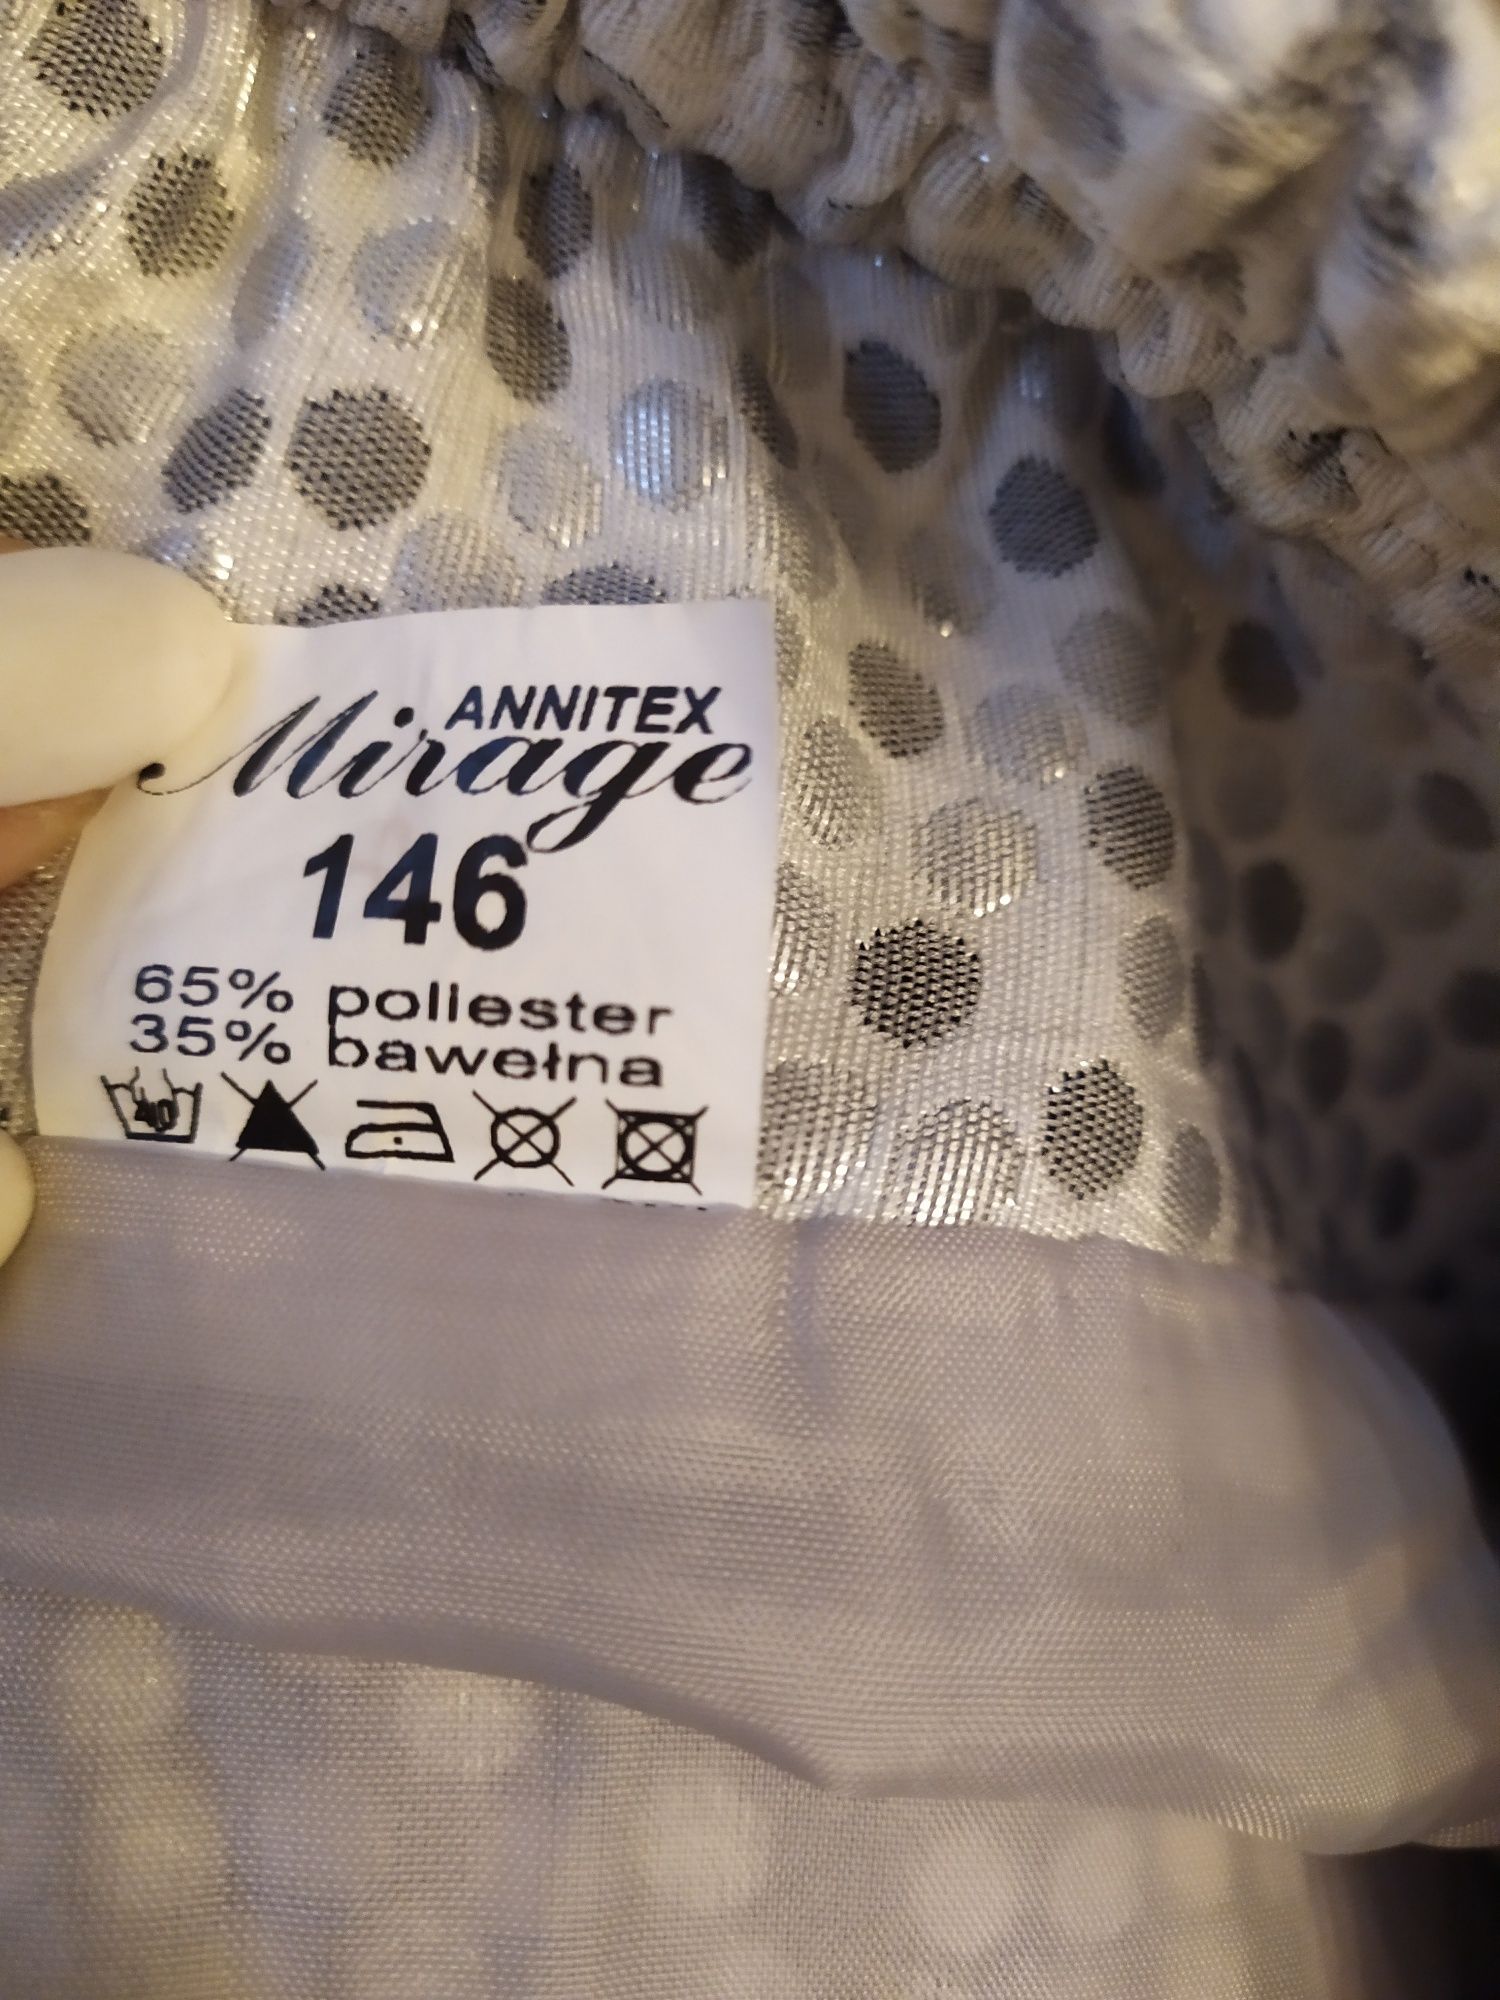 ANNITEX
Mirage
146
65% poliester
35% bawełna
40